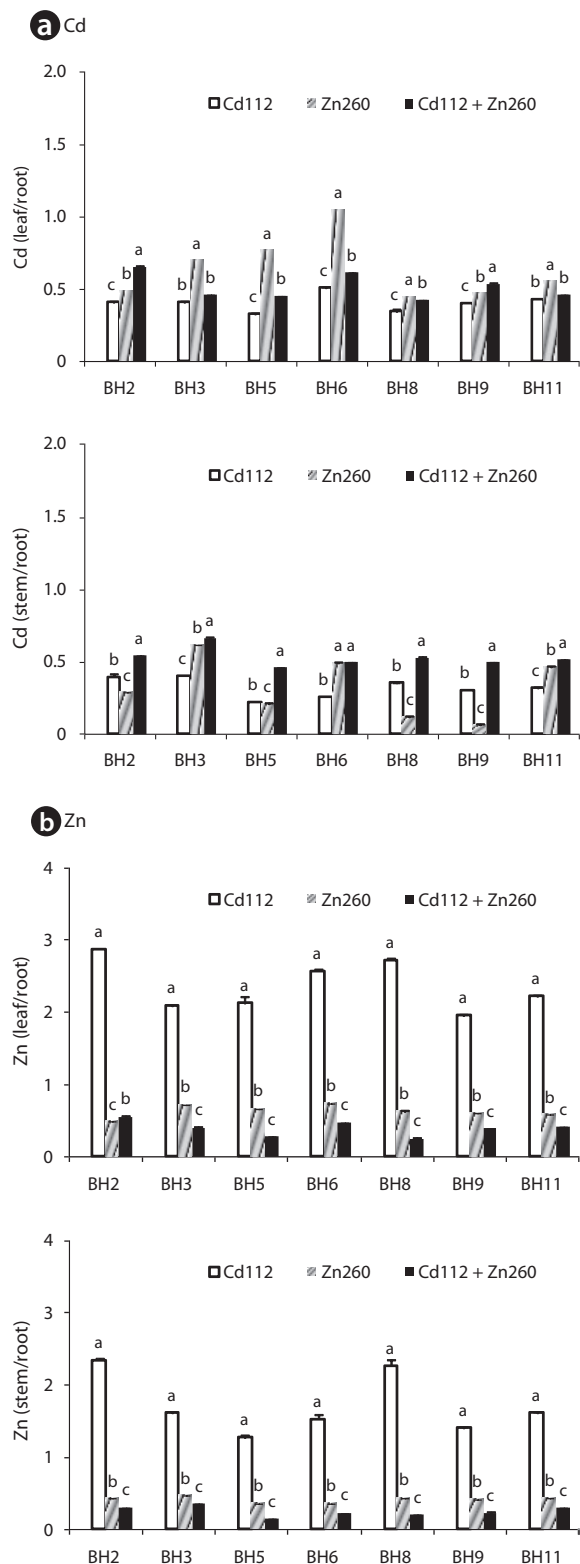 a Cd
2.0
Cd112 Zn260 Cd112 + Zn260
1.5
Cd (leaf/root)
a
1.0
a a
a b
b c a a
c b c b b c a b c b b a b
0.5
c
0
BH2 BH3 BH5 BH6 BH8 BH9 BH11
2.0
Cd112 Zn260 Cd112 + Zn260
1.5
Cd (stem/root)
1.0
b a
a a a a a a
b c a b b b
0.5
c b c c c c c
0
BH2 BH3 BH5 BH6 BH8 BH9 BH11
b Zn
4
Cd112 Zn260 Cd112 + Zn260
a a a
3
Zn (leaf/root)
a a a a
2
1
c b b c b c b c b c b c b c
0
BH2 BH3 BH5 BH6 BH8 BH9 BH11
4
Cd112 Zn260 Cd112 + Zn260
3
Zn (stem/root)
a a
2
a a a a a
1
b c b c b c b c b c b c b c
0
BH2 BH3 BH5 BH6 BH8 BH9 BH11